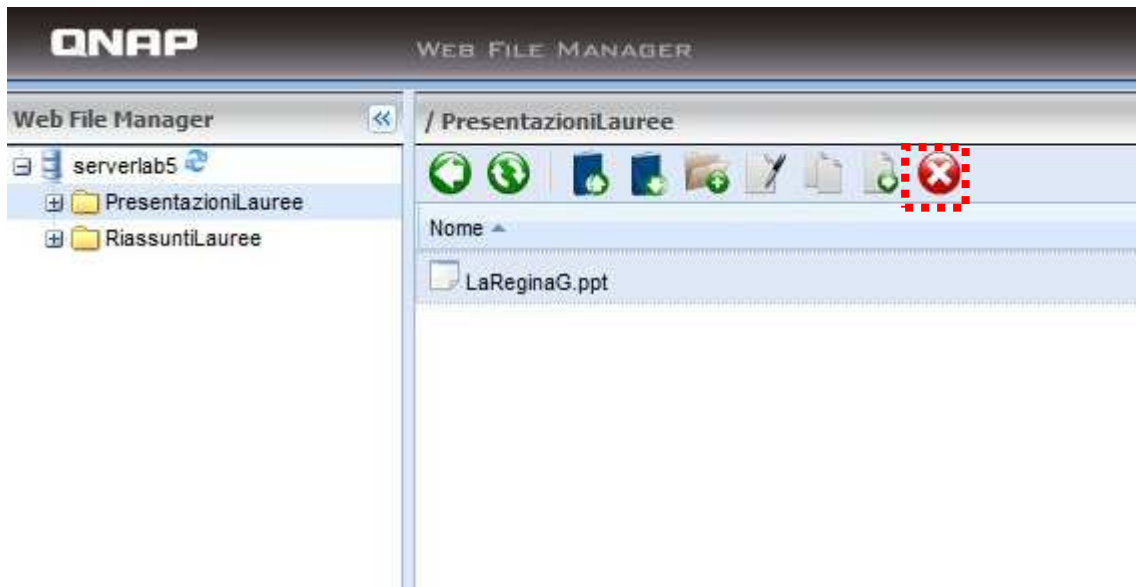 QNAP
WEB FILE MANAGER
Web File Manager
/ PresentazioniLauree
serverlab5
PresentazioniLauree
RiassuntiLauree
Nome
LaReginaG.ppt